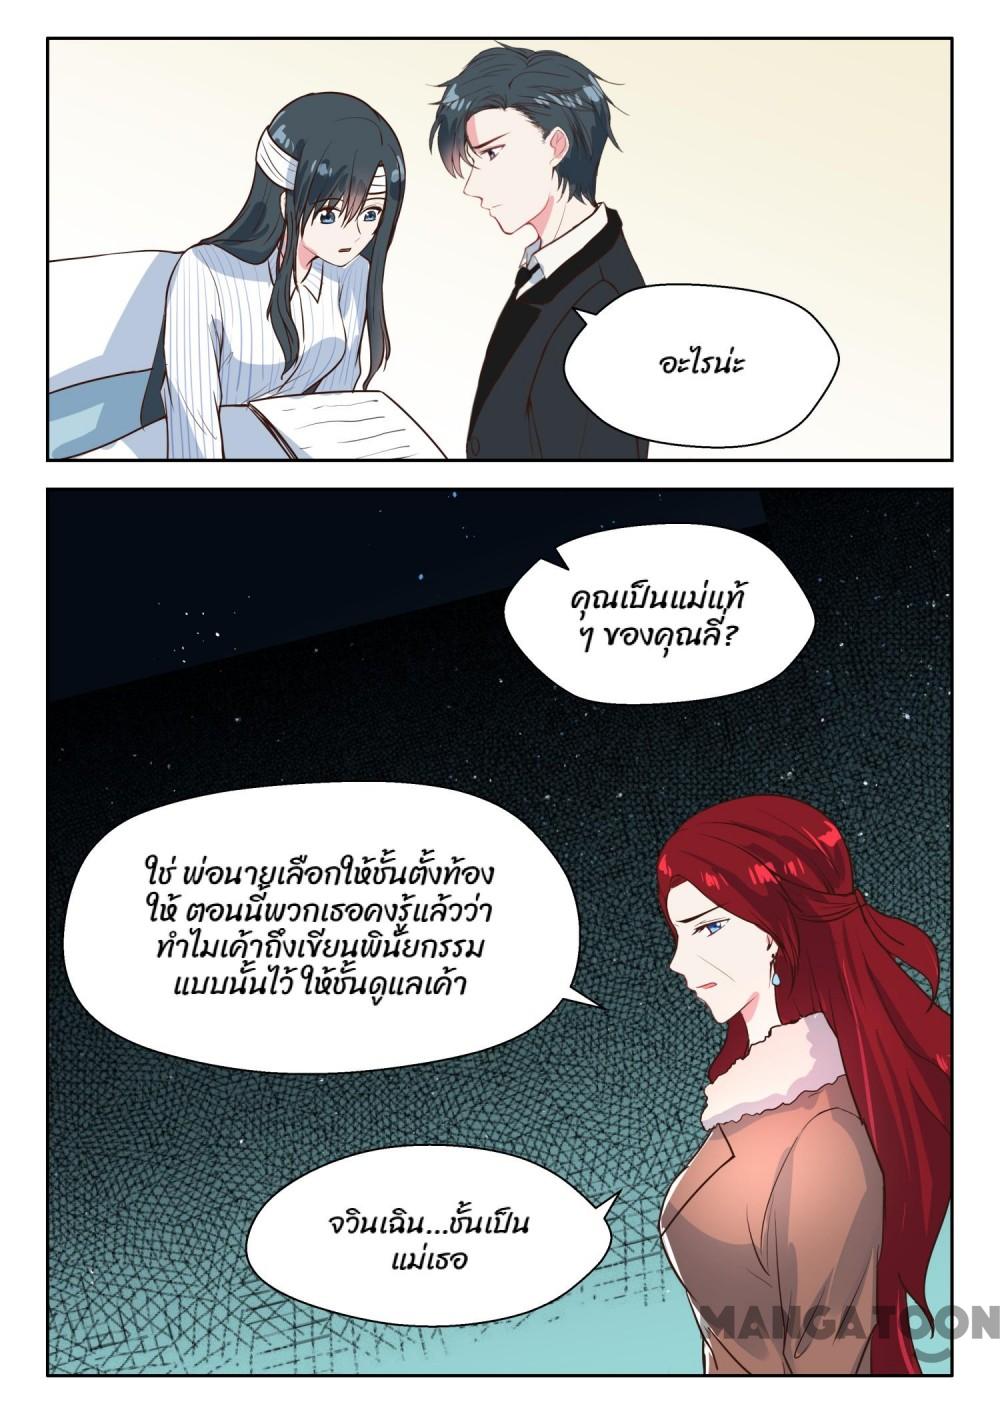 อะไรน่ะ
คุณเป็นแม่แท้
ๆ ของคุณลี่?
ใช่ พ่อนายเลือกให้ชั้นตั้งท้อง
ให้ ตอนนี้พวกเธอคงรู้แล้วว่า
ทำไมเค้าถึงเขียนพินัยกรรม
แบบนั้นไว้ ให้ชั้นดูแลเค้า
จวินเฉิน...ชั้นเป็น
แม่เธอ
MANGATOON